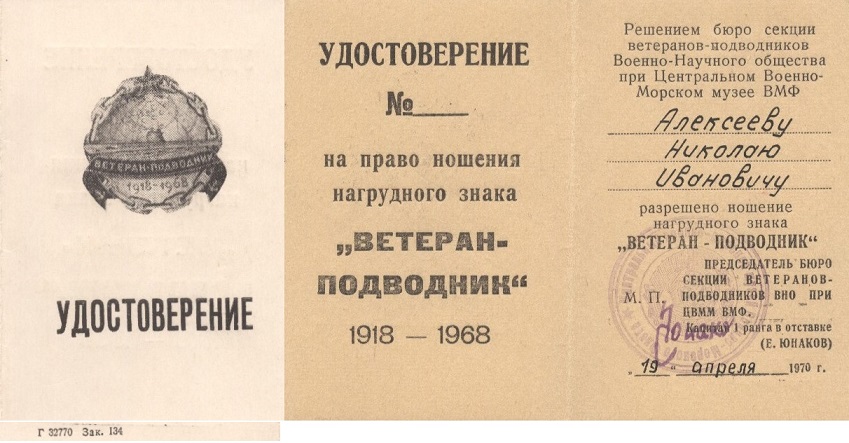 ВЕТЕРАН-ПОДВОДНИК
1918-1968
УДОСТОВЕРЕНИЕ
Г 32770 Зак. 134
УДОСТОВЕРЕНИЕ
№
на право ношения
нагрудного знака
„ВЕТЕРАН-
ПОДВОДНИК“
1918 — 1968
Решением бюро секции
ветеранов-подводников
Военно-Научного общества
при Центральном Военно-
Морском музее ВМФ
Алексееву
Николаю
Ивановичу
разрешено ношение
нагрудного знака
„ВЕТЕРАН - ПОДВОДНИК“
ПРЕДСЕДАТЕЛЬ БЮРО
СЕКЦИИ ВЕТЕРАНОВ-
М. П. ПОДВОДНИКОВ ВНО ПРИ
ЦВММ ВМФ.
Капитан 1 ранга в отставке
(Е. ЮНАКОВ)
„19“ апреля 1970 г.